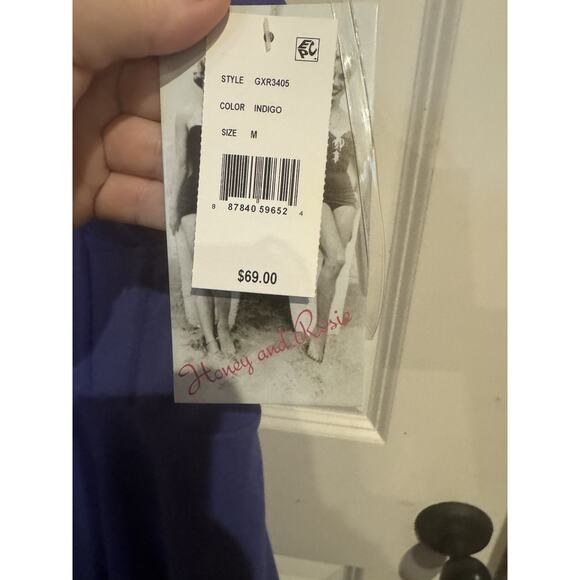 EPC
STYLE GXR3405
COLOR INDIGO
SIZE M
8 87840 59652 4
$69.00
Honey and Rosie